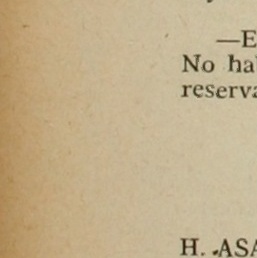 —E
No ha
reserva
H. ASA